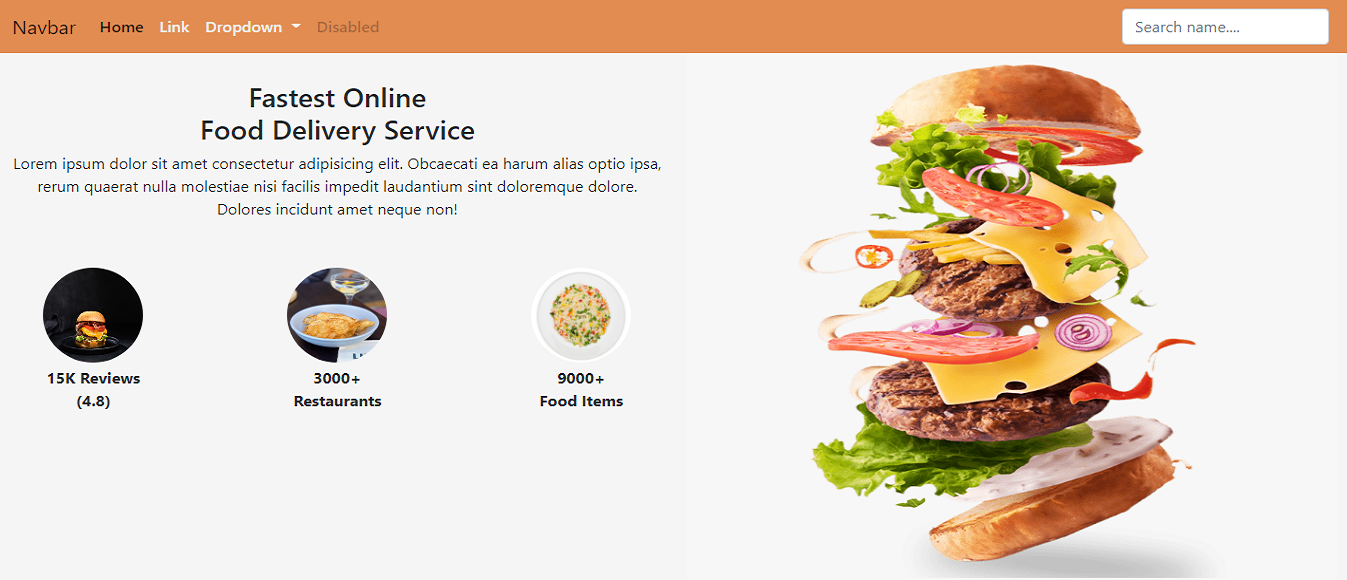 Navbar Home Link Dropdown Disabled Search name....
Fastest Online
Food Delivery Service
Lorem ipsum dolor sit amet consectetur adipisicing elit. Obcaecati ea harum alias optio ipsa,
rerum quaerat nulla molestiae nisi facilis impedit laudantium sint doloremque dolore.
Dolores incidunt amet neque non!
15K Reviews
(4.8)
3000+
Restaurants
9000+
Food Items